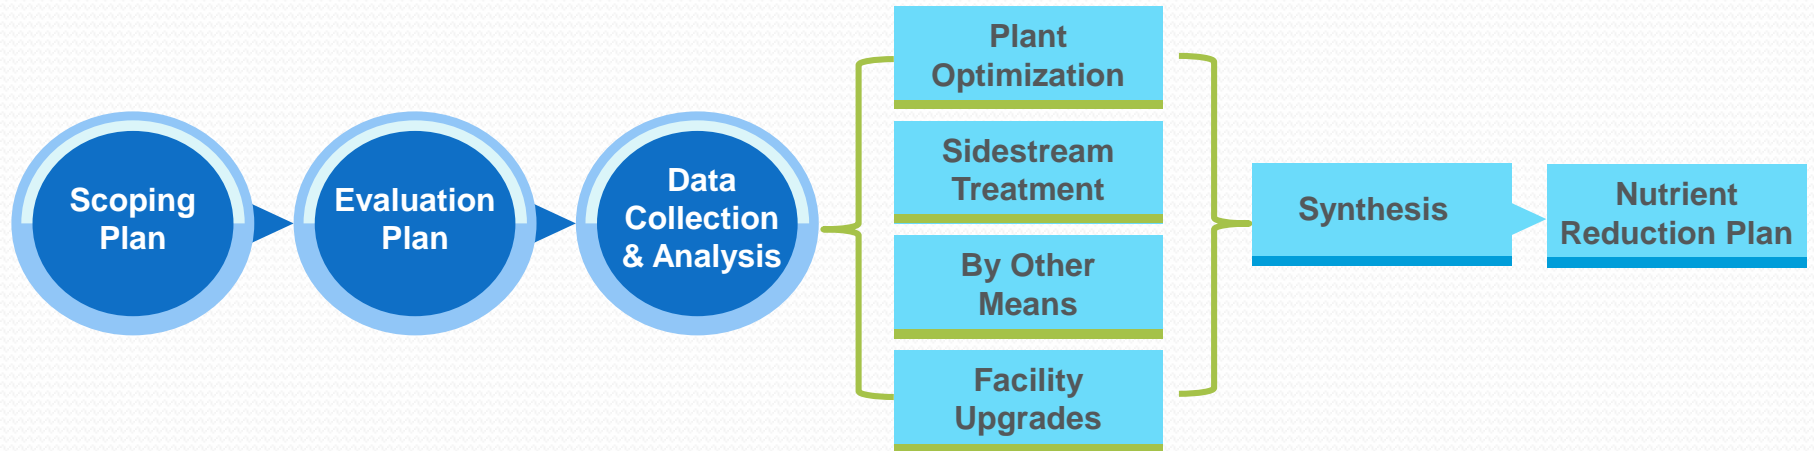 Scoping
Plan
Evaluation
Plan
Data
Collection
& Analysis
Plant
Optimization
Sidestream
Treatment
By Other
Means
Facility
Upgrades
Synthesis
Nutrient
Reduction Plan